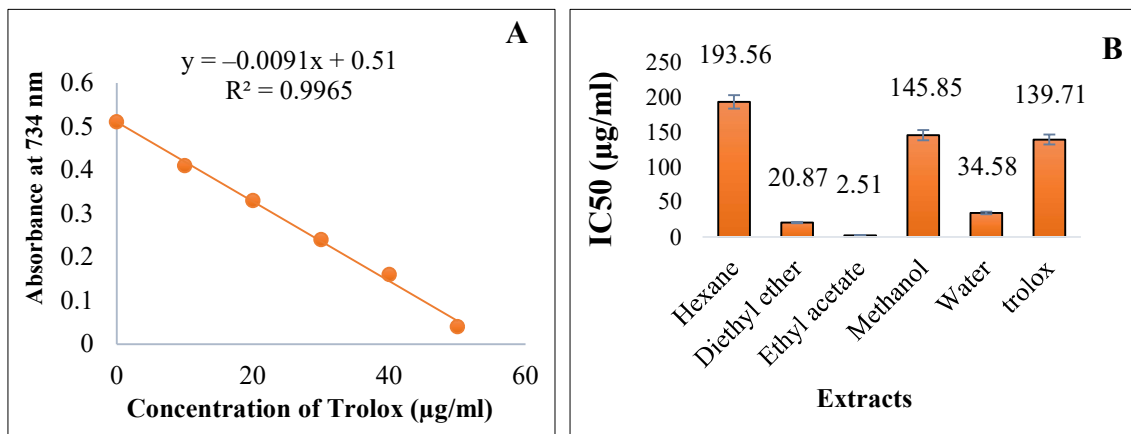 A
y = –0.0091x + 0.51
R² = 0.9965
Absorbance at 734 nm
0.6
0.5
0.4
0.3
0.2
0.1
0
0 20 40 60
Concentration of Trolox (µg/ml)
B
IC50 (µg/ml)
250
200
150
100
50
0
193.56
20.87
2.51
145.85
34.58
139.71
Hexane
Diethyl ether
Ethyl acetate
Methanol
Water
trolox
Extracts